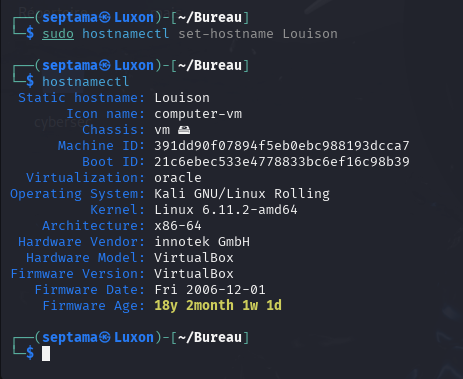 ┌──(septama㉿Luxon)-[~/Bureau]
└─$ sudo hostnamectl set-hostname Louison
┌──(septama㉿Luxon)-[~/Bureau]
└─$ hostnamectl
Static hostname: Louison
Icon name: computer-vm
Chassis: vm 🖴
Machine ID: 391dd90f07894f5eb0ebc988193dcca7
Boot ID: 21c6ebec533e4778833bc6ef16c98b39
Virtualization: oracle
Operating System: Kali GNU/Linux Rolling
Kernel: Linux 6.11.2-amd64
Architecture: x86-64
Hardware Vendor: innotek GmbH
Hardware Model: VirtualBox
Firmware Version: VirtualBox
Firmware Date: Fri 2006-12-01
Firmware Age: 18y 2month 1w 1d
┌──(septama㉿Luxon)-[~/Bureau]
└─$